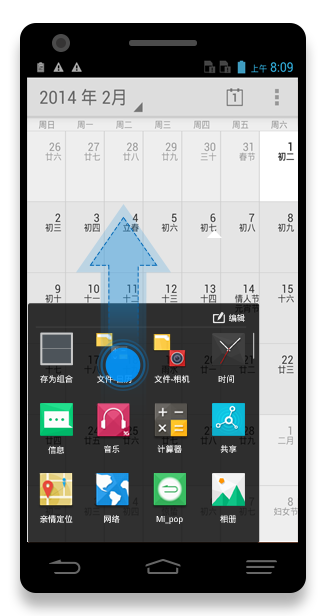 上午 8:09
2014 年 2月
1
周日 周一 周二 周三 周四 周五 周六
26 27 28 29 30 31 1
廿六 廿七 廿八 廿九 三十 春节 初二
2 3 4 5 6 7 8
初三 初四 立春 初六 初七 初八 初九
9 10 11 12 13 14 15
初十 十一 十二 十三 十四 情人节 十六
编辑
22
廿三
存为组合 文件 文件-相机 时间
1
二月
信息 音乐 计算器 共享
8
妇女节
亲情定位 网络 Mi_pop 相册